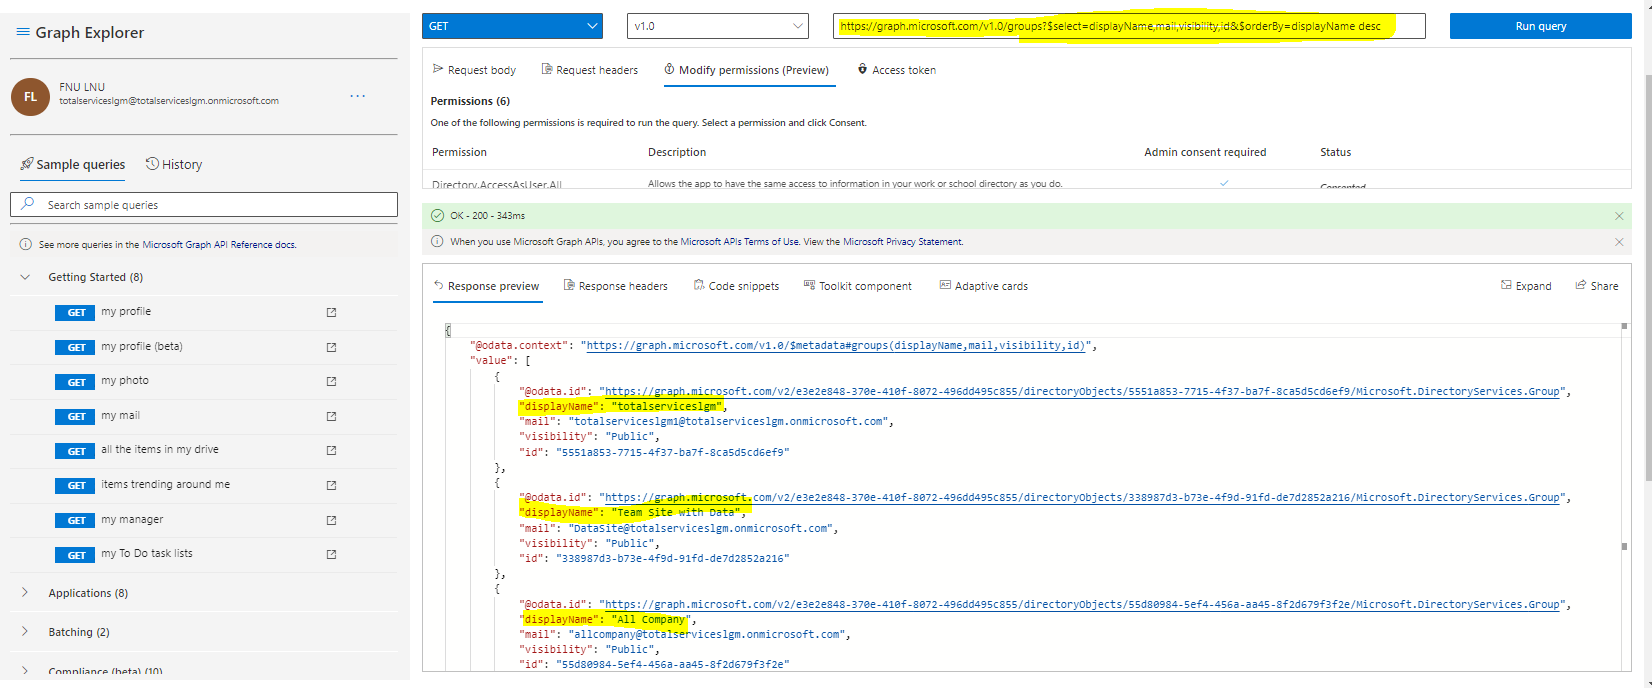 Graph Explorer
FL
FNU LNU
totalserviceslgm@totalserviceslgm.onmicrosoft.com
...
Sample queries
History
Search sample queries
See more queries in the Microsoft Graph API Reference docs.
Getting Started (8)
GET my profile
GET my profile (beta)
GET my photo
GET my mail
GET all the items in my drive
GET items trending around me
GET my manager
GET my To Do task lists
Applications (8)
Batching (2)
Compliance (beta) (10)
GET
v1.0
https://graph.microsoft.com/v1.0/groups?$select=displayName,mail,visibility,id&$orderBy=displayName desc
Run query
Request body
Request headers
Modify permissions (Preview)
Access token
Permissions (6)
One of the following permissions is required to run the query. Select a permission and click Consent.
Permission Description Admin consent required Status
Directory.AccessAsUser.All Allows the app to have the same access to information in your work or school directory as you do. Consented
OK - 200 - 343ms
When you use Microsoft Graph APIs, you agree to the Microsoft APIs Terms of Use. View the Microsoft Privacy Statement.
Response preview
Response headers
Code snippets
Toolkit component
Adaptive cards
Expand
Share
{
"@odata.context": "https://graph.microsoft.com/v1.0/$metadata#groups(displayName,mail,visibility,id)",
"value": [
{
"@odata.id": "https://graph.microsoft.com/v2/e3e2e848-370e-410f-8072-496dd495c855/directoryObjects/5551a853-7715-4f37-ba7f-8ca5d5cd6ef9/Microsoft.DirectoryServices.Group",
"displayName": "totalserviceslgm",
"mail": "totalserviceslgm1@totalserviceslgm.onmicrosoft.com",
"visibility": "Public",
"id": "5551a853-7715-4f37-ba7f-8ca5d5cd6ef9"
},
{
"@odata.id": "https://graph.microsoft.com/v2/e3e2e848-370e-410f-8072-496dd495c855/directoryObjects/338987d3-b73e-4f9d-91fd-de7d2852a216/Microsoft.DirectoryServices.Group",
"displayName": "Team Site with Data",
"mail": "DataSite@totalserviceslgm.onmicrosoft.com",
"visibility": "Public",
"id": "338987d3-b73e-4f9d-91fd-de7d2852a216"
},
{
"@odata.id": "https://graph.microsoft.com/v2/e3e2e848-370e-410f-8072-496dd495c855/directoryObjects/55d80984-5ef4-456a-aa45-8f2d679f3f2e/Microsoft.DirectoryServices.Group",
"displayName": "All Company",
"mail": "allcompany@totalserviceslgm.onmicrosoft.com",
"visibility": "Public",
"id": "55d80984-5ef4-456a-aa45-8f2d679f3f2e"